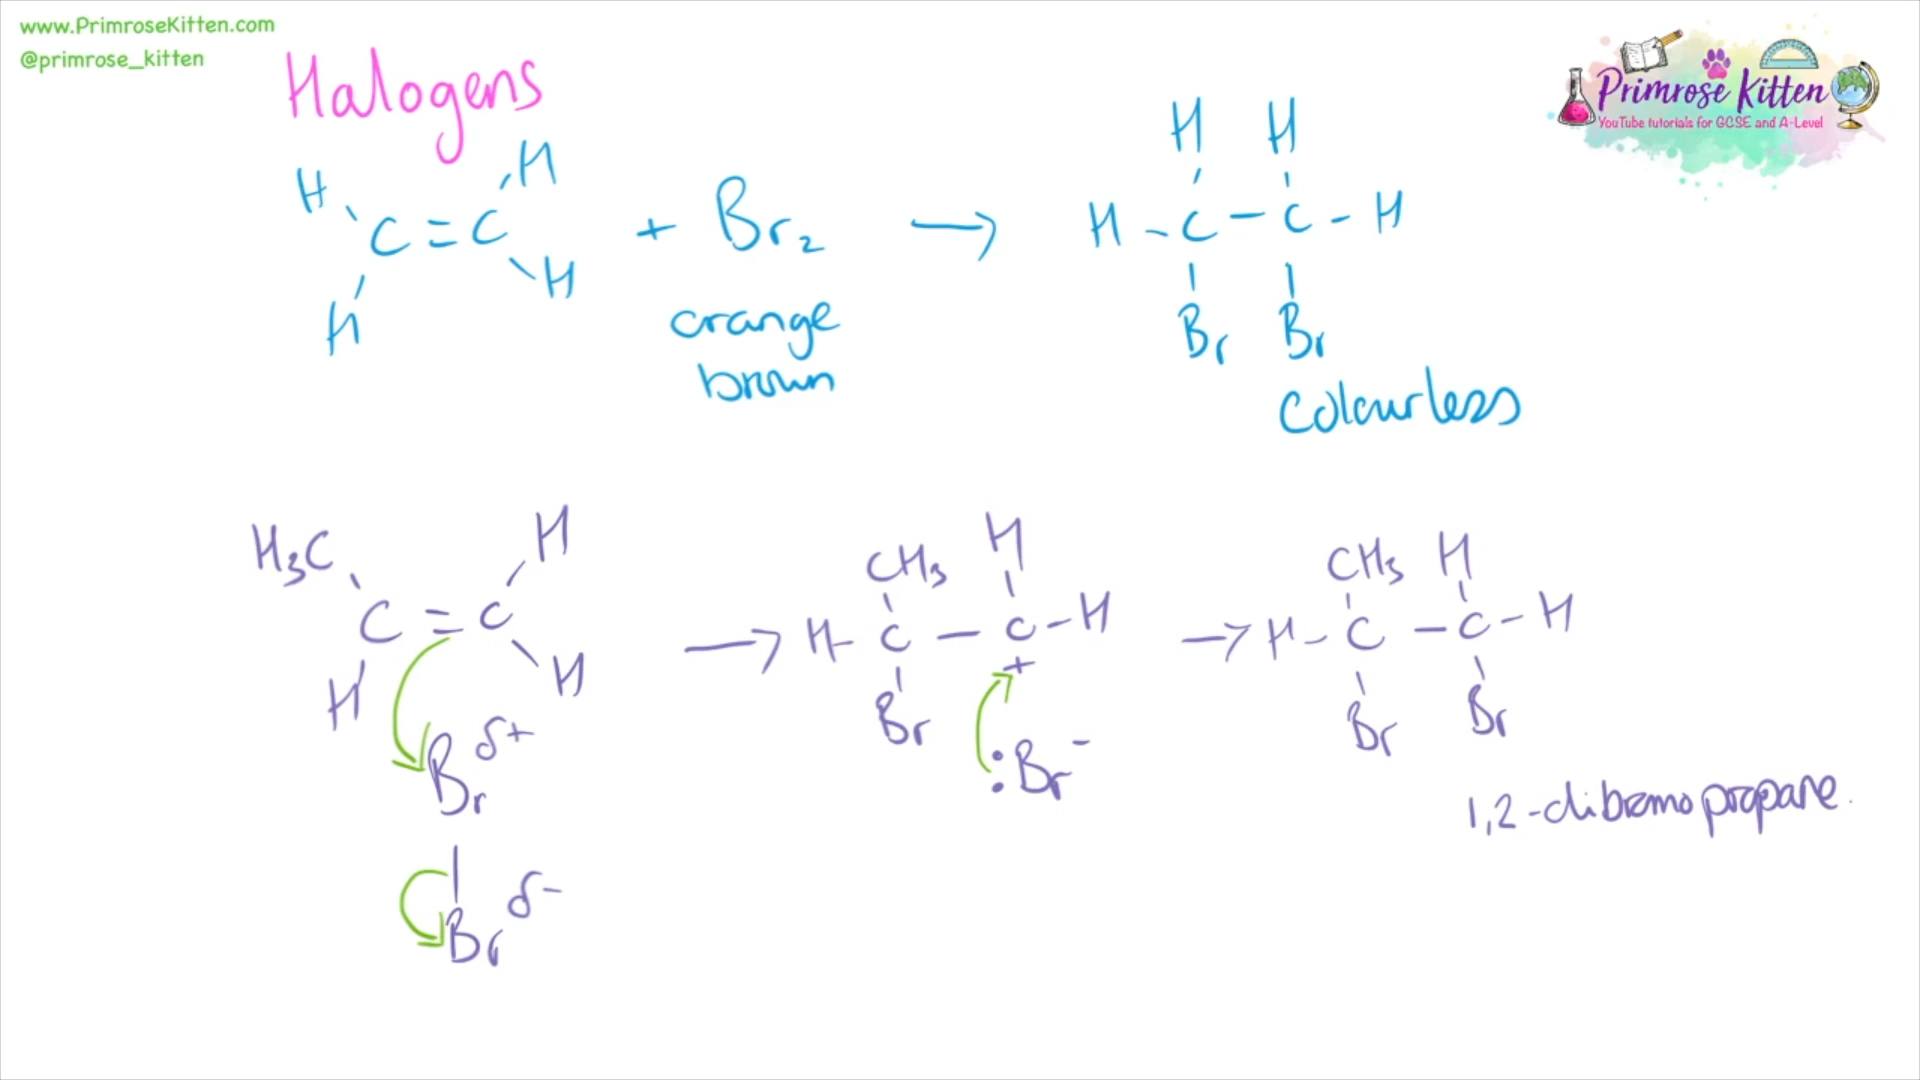 www.PrimroseKitten.com
@primrose_kitten
Primrose Kitten
YouTube tutorials for GCSE and A-Level
Halogens
H H H H
H C = C + Br₂ → H - C - C - H
H H
orange Br Br
brown
Colourless
H₃C H CH₃ H CH₃ H
C = C → H - C - C - H → H - C - C - H
H H +
Br δ+ Br :Br - Br Br
1,2-dibromopropane.
Br δ-